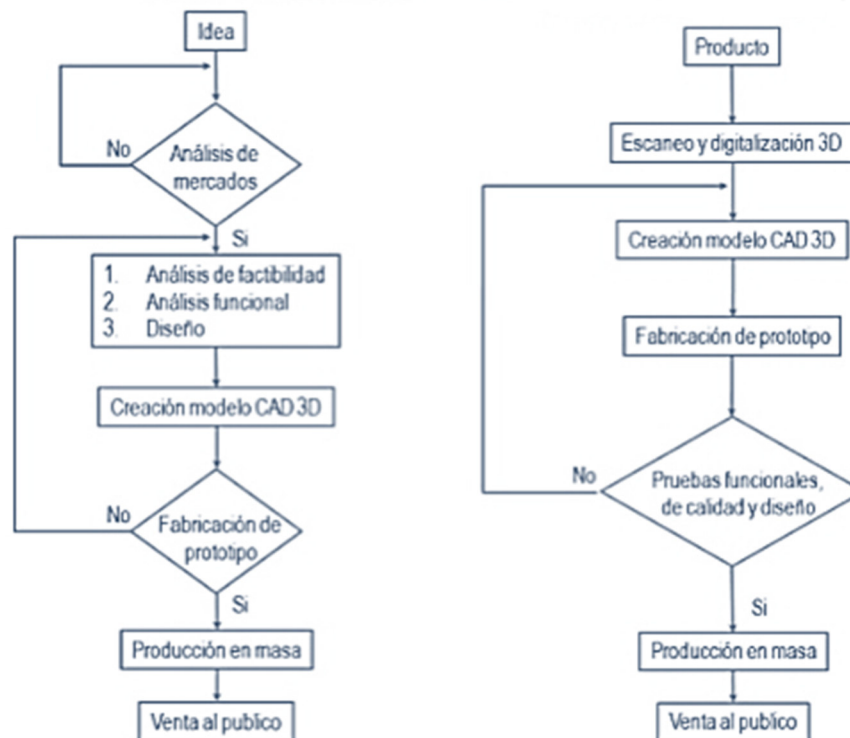 Idea
No
Análisis de
mercados
Si
1. Análisis de factibilidad
2. Análisis funcional
3. Diseño
Creación modelo CAD 3D
No
Fabricación de
prototipo
Si
Producción en masa
Venta al publico
Producto
Escaneo y digitalización 3D
Creación modelo CAD 3D
Fabricación de prototipo
No
Pruebas funcionales,
de calidad y diseño
Si
Producción en masa
Venta al publico